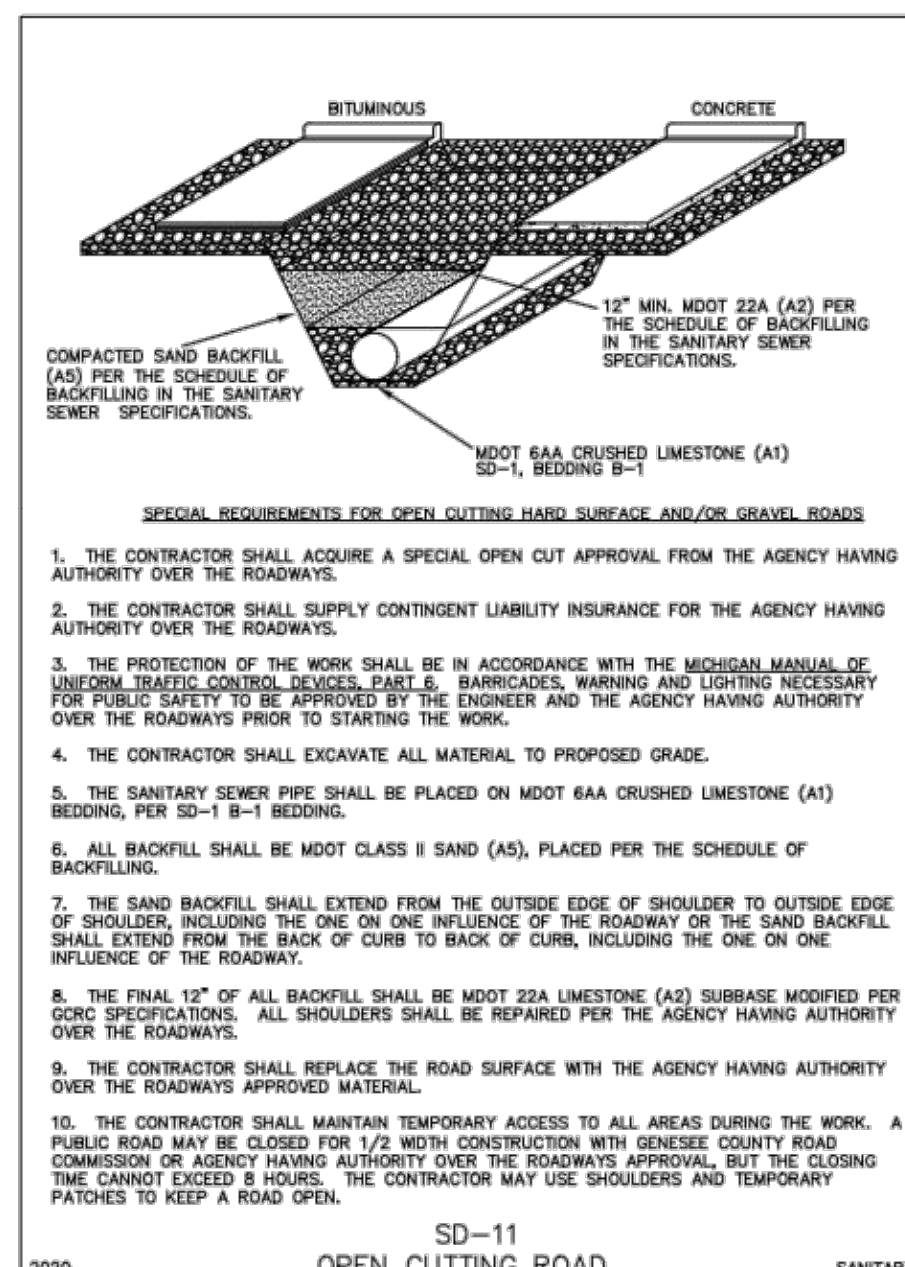 BITUMINOUS
CONCRETE
12" MIN. MDOT 22A (A2) PER
THE SCHEDULE OF BACKFILLING
IN THE SANITARY SEWER
SPECIFICATIONS.
COMPACTED SAND BACKFILL
(A5) PER THE SCHEDULE OF
BACKFILLING IN THE SANITARY
SEWER SPECIFICATIONS.
MDOT 6AA CRUSHED LIMESTONE (A1)
SD-1, BEDDING B-1
SPECIAL REQUIREMENTS FOR OPEN CUTTING HARD SURFACE AND/OR GRAVEL ROADS
1. THE CONTRACTOR SHALL ACQUIRE A SPECIAL OPEN CUT APPROVAL FROM THE AGENCY HAVING
AUTHORITY OVER THE ROADWAYS.
2. THE CONTRACTOR SHALL SUPPLY CONTINGENT LIABILITY INSURANCE FOR THE AGENCY HAVING
AUTHORITY OVER THE ROADWAYS.
3. THE PROTECTION OF THE WORK SHALL BE IN ACCORDANCE WITH THE MICHIGAN MANUAL OF
UNIFORM TRAFFIC CONTROL DEVICES, PART 6. BARRICADES, WARNING AND LIGHTING NECESSARY
FOR PUBLIC SAFETY TO BE APPROVED BY THE ENGINEER AND THE AGENCY HAVING AUTHORITY
OVER THE ROADWAYS PRIOR TO STARTING THE WORK.
4. THE CONTRACTOR SHALL EXCAVATE ALL MATERIAL TO PROPOSED GRADE.
5. THE SANITARY SEWER PIPE SHALL BE PLACED ON MDOT 6AA CRUSHED LIMESTONE (A1)
BEDDING, PER SD-1 B-1 BEDDING.
6. ALL BACKFILL SHALL BE MDOT CLASS II SAND (A5), PLACED PER THE SCHEDULE OF
BACKFILLING.
7. THE SAND BACKFILL SHALL EXTEND FROM THE OUTSIDE EDGE OF SHOULDER TO OUTSIDE EDGE
OF SHOULDER, INCLUDING THE ONE ON ONE INFLUENCE OF THE ROADWAY OR THE SAND BACKFILL
SHALL EXTEND FROM THE BACK OF CURB TO BACK OF CURB, INCLUDING THE ONE ON ONE
INFLUENCE OF THE ROADWAY.
8. THE FINAL 12" OF ALL BACKFILL SHALL BE MDOT 22A LIMESTONE (A2) SUBBASE MODIFIED PER
GCRC SPECIFICATIONS. ALL SHOULDERS SHALL BE REPAIRED PER THE AGENCY HAVING AUTHORITY
OVER THE ROADWAYS.
9. THE CONTRACTOR SHALL REPLACE THE ROAD SURFACE WITH THE AGENCY HAVING AUTHORITY
OVER THE ROADWAYS APPROVED MATERIAL.
10. THE CONTRACTOR SHALL MAINTAIN TEMPORARY ACCESS TO ALL AREAS DURING THE WORK. A
PUBLIC ROAD MAY BE CLOSED FOR 1/2 WIDTH CONSTRUCTION WITH GENESEE COUNTY ROAD
COMMISSION OR AGENCY HAVING AUTHORITY OVER THE ROADWAYS APPROVAL, BUT THE CLOSING
TIME CANNOT EXCEED 8 HOURS. THE CONTRACTOR MAY USE SHOULDERS AND TEMPORARY
PATCHES TO KEEP A ROAD OPEN.
SD-11
OPEN CUTTING ROAD